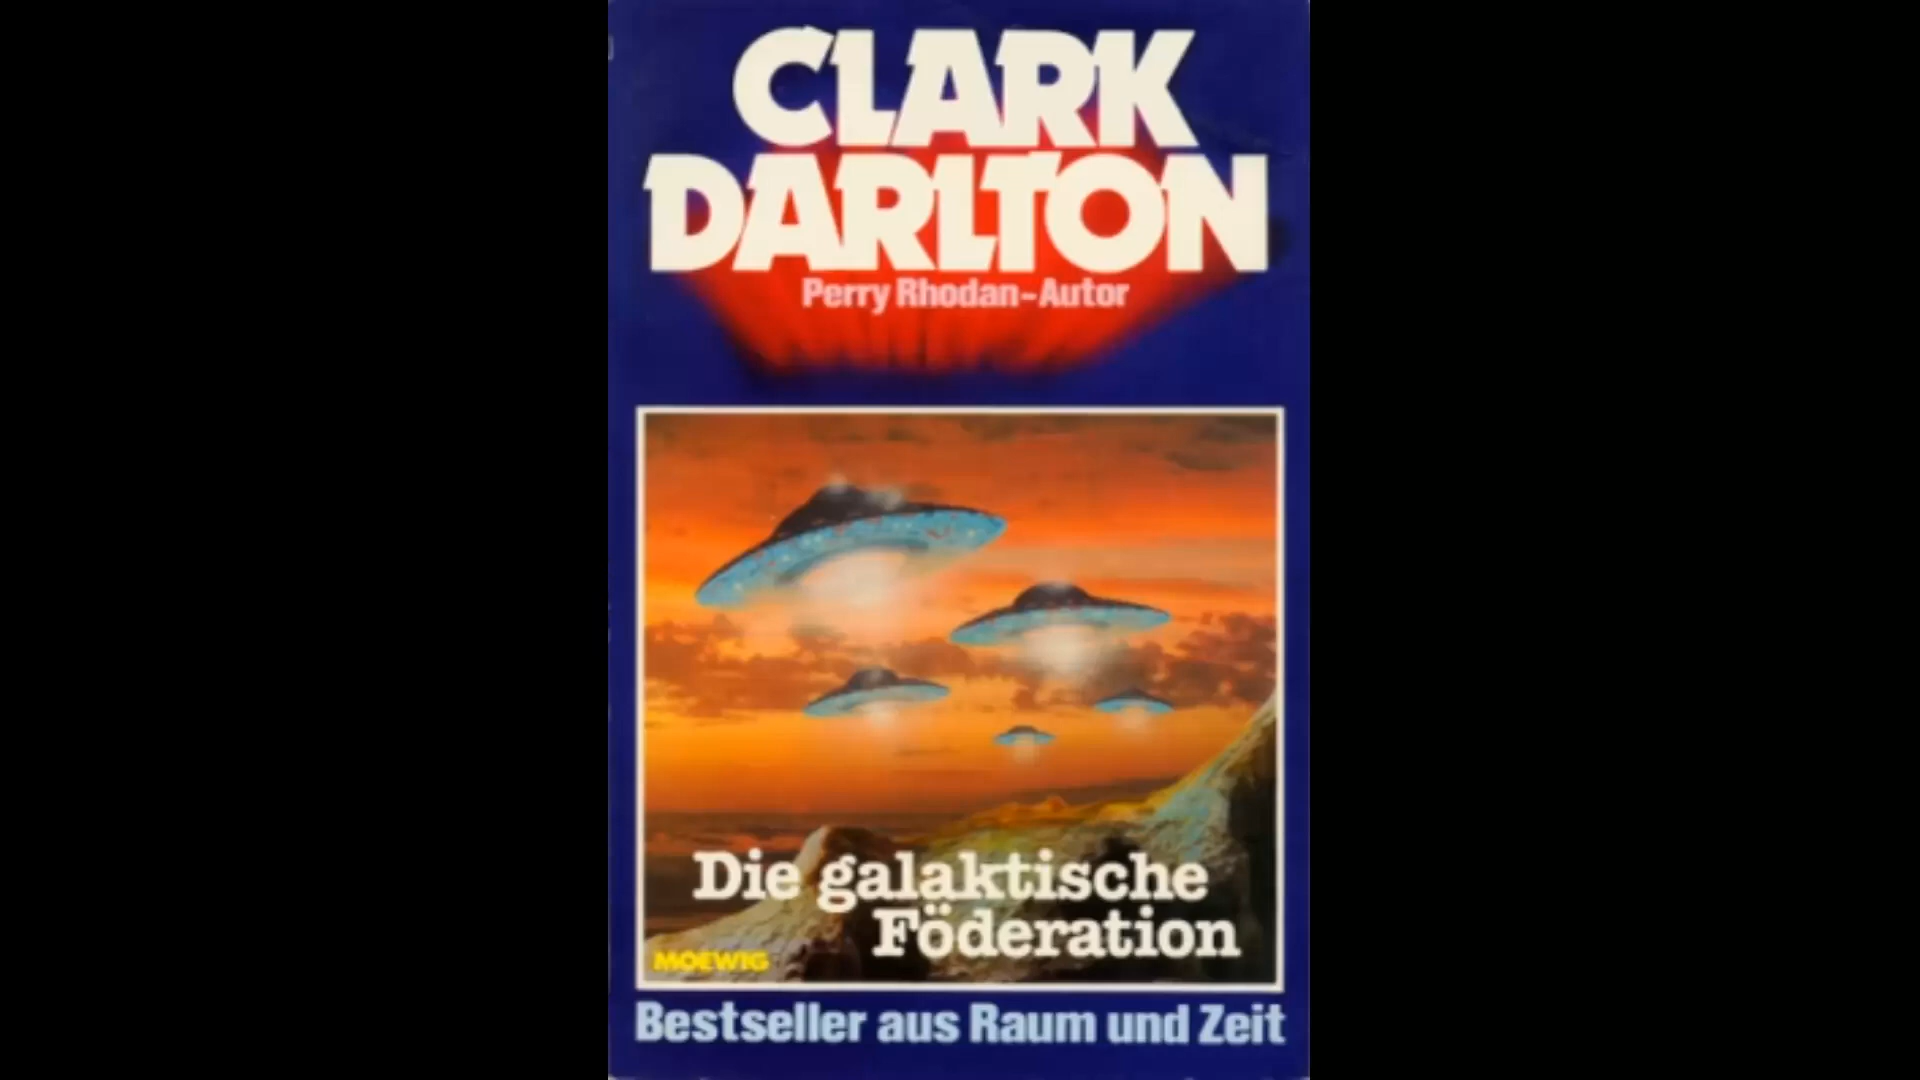 CLARK
DARLTON
Perry Rhodan-Autor
Die galaktische
Föderation
MOEWIG
Bestseller aus Raum und Zeit